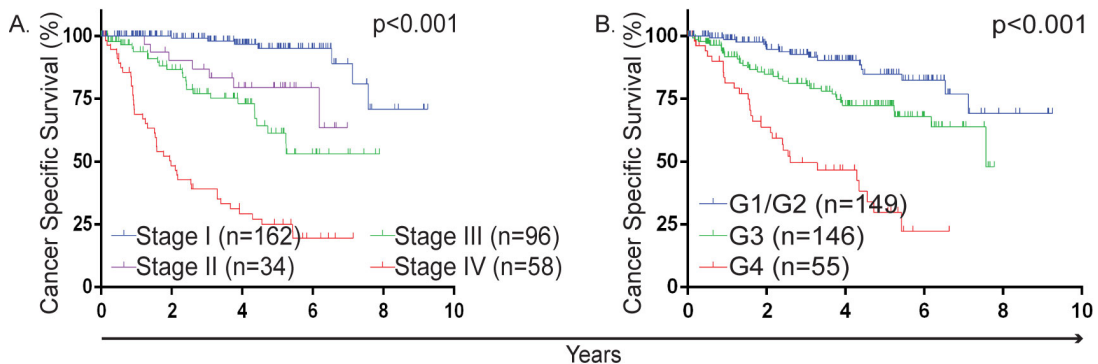 A.
p<0.001
Cancer Specific Survival (%)
100
75
50
25
0
Stage I (n=162)
Stage III (n=96)
Stage II (n=34)
Stage IV (n=58)
0 2 4 6 8 10
B.
p<0.001
Cancer Specific Survival (%)
100
75
50
25
0
G1/G2 (n=149)
G3 (n=146)
G4 (n=55)
0 2 4 6 8 10
Years